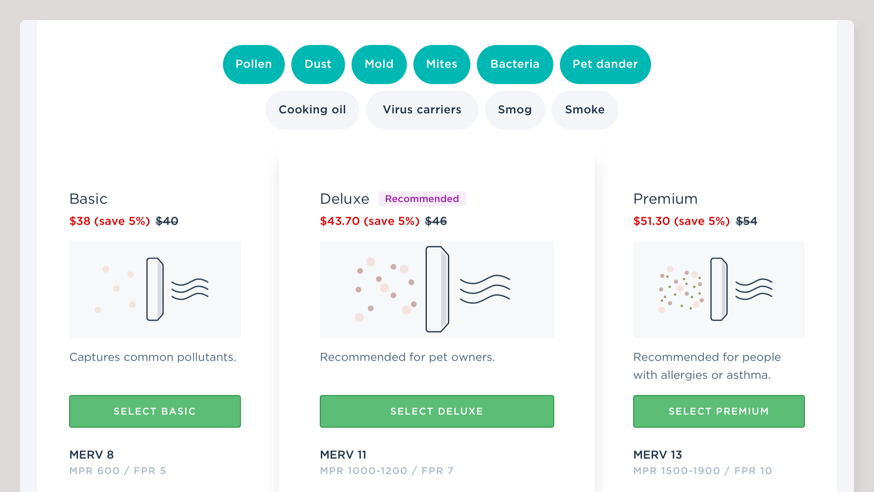 Pollen Dust Mold Mites Bacteria Pet dander
Cooking oil Virus carriers Smog Smoke
Basic
$38 (save 5%) $40
Captures common pollutants.
SELECT BASIC
MERV 8
MPR 600 / FPR 5
Deluxe Recommended
$43.70 (save 5%) $46
Recommended for pet owners.
SELECT DELUXE
MERV 11
MPR 1000-1200 / FPR 7
Premium
$51.30 (save 5%) $54
Recommended for people
with allergies or asthma.
SELECT PREMIUM
MERV 13
MPR 1500-1900 / FPR 10